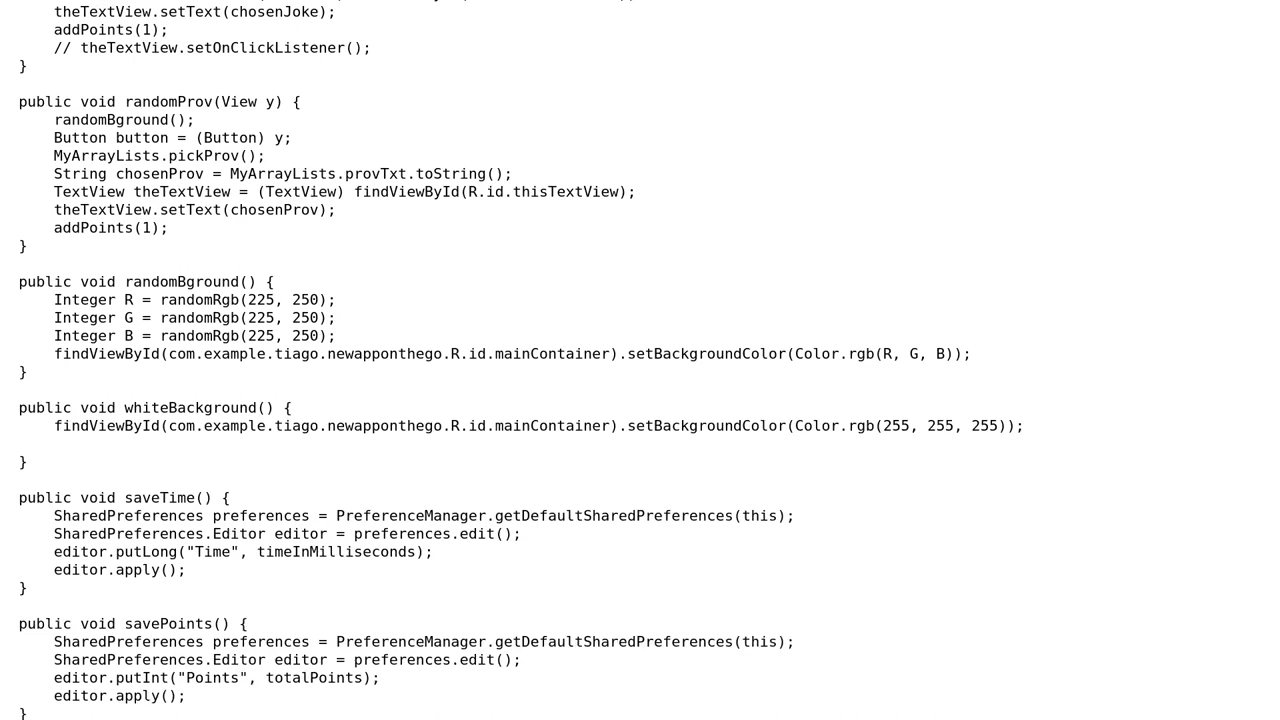 theTextView.setText(chosenJoke);
addPoints(1);
// theTextView.setOnClickListener();
}
public void randomProv(View y) {
randomBground();
Button button = (Button) y;
MyArrayLists.pickProv();
String chosenProv = MyArrayLists.provTxt.toString();
TextView theTextView = (TextView) findViewById(R.id.thisTextView);
theTextView.setText(chosenProv);
addPoints(1);
}
public void randomBground() {
Integer R = randomRgb(225, 250);
Integer G = randomRgb(225, 250);
Integer B = randomRgb(225, 250);
findViewById(com.example.tiago.newapponthego.R.id.mainContainer).setBackgroundColor(Color.rgb(R, G, B));
}
public void whiteBackground() {
findViewById(com.example.tiago.newapponthego.R.id.mainContainer).setBackgroundColor(Color.rgb(255, 255, 255));
}
public void saveTime() {
SharedPreferences preferences = PreferenceManager.getDefaultSharedPreferences(this);
SharedPreferences.Editor editor = preferences.edit();
editor.putLong("Time", timeInMilliseconds);
editor.apply();
}
public void savePoints() {
SharedPreferences preferences = PreferenceManager.getDefaultSharedPreferences(this);
SharedPreferences.Editor editor = preferences.edit();
editor.putInt("Points", totalPoints);
editor.apply();
}